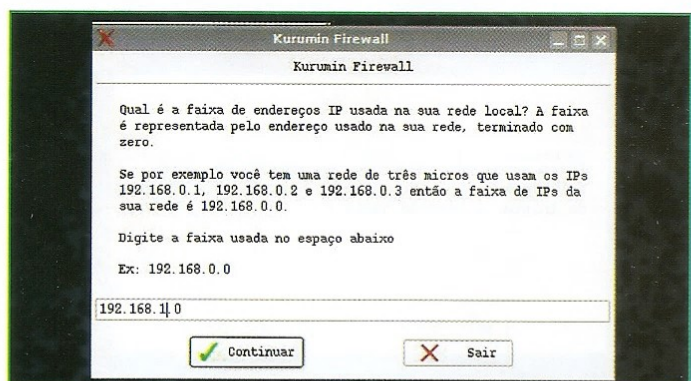 Kurumin Firewall
Kurumin Firewall
Qual é a faixa de endereços IP usada na sua rede local? A faixa
é representada pelo endereço usado na sua rede, terminado com
zero.
Se por exemplo você tem uma rede de três micros que usam os IPs
192.168.0.1, 192.168.0.2 e 192.168.0.3 então a faixa de IPs da
sua rede é 192.168.0.0.
Digite a faixa usada no espaço abaixo
Ex: 192.168.0.0
192.168.1.0
Continuar
Sair